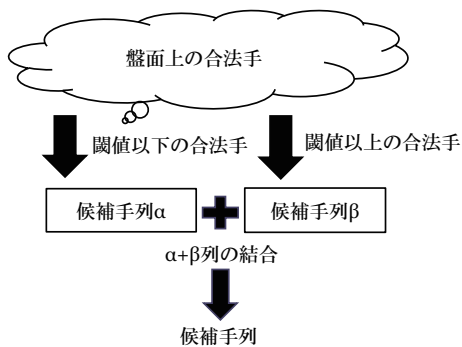 盤面上の合法手
閾値以下の合法手
閾値以上の合法手
候補手列α
候補手列β
α+β列の結合
候補手列